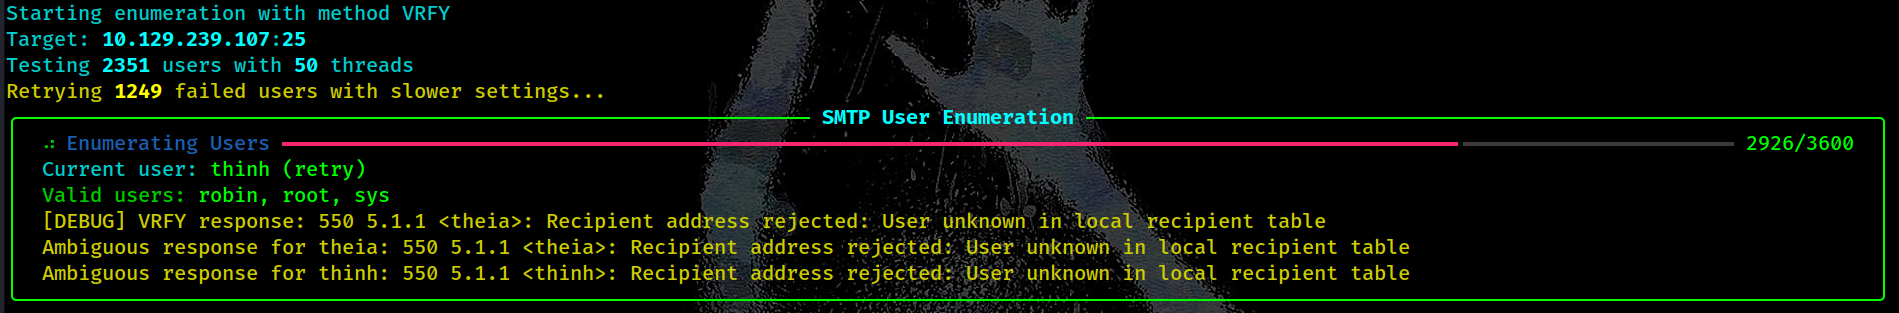 Starting enumeration with method VRFY
Target: 10.129.239.107:25
Testing 2351 users with 50 threads
Retrying 1249 failed users with slower settings...
SMTP User Enumeration
Enumerating Users 2926/3600
Current user: thinh (retry)
Valid users: robin, root, sys
[DEBUG] VRFY response: 550 5.1.1 <theia>: Recipient address rejected: User unknown in local recipient table
Ambiguous response for theia: 550 5.1.1 <theia>: Recipient address rejected: User unknown in local recipient table
Ambiguous response for thinh: 550 5.1.1 <thinh>: Recipient address rejected: User unknown in local recipient table